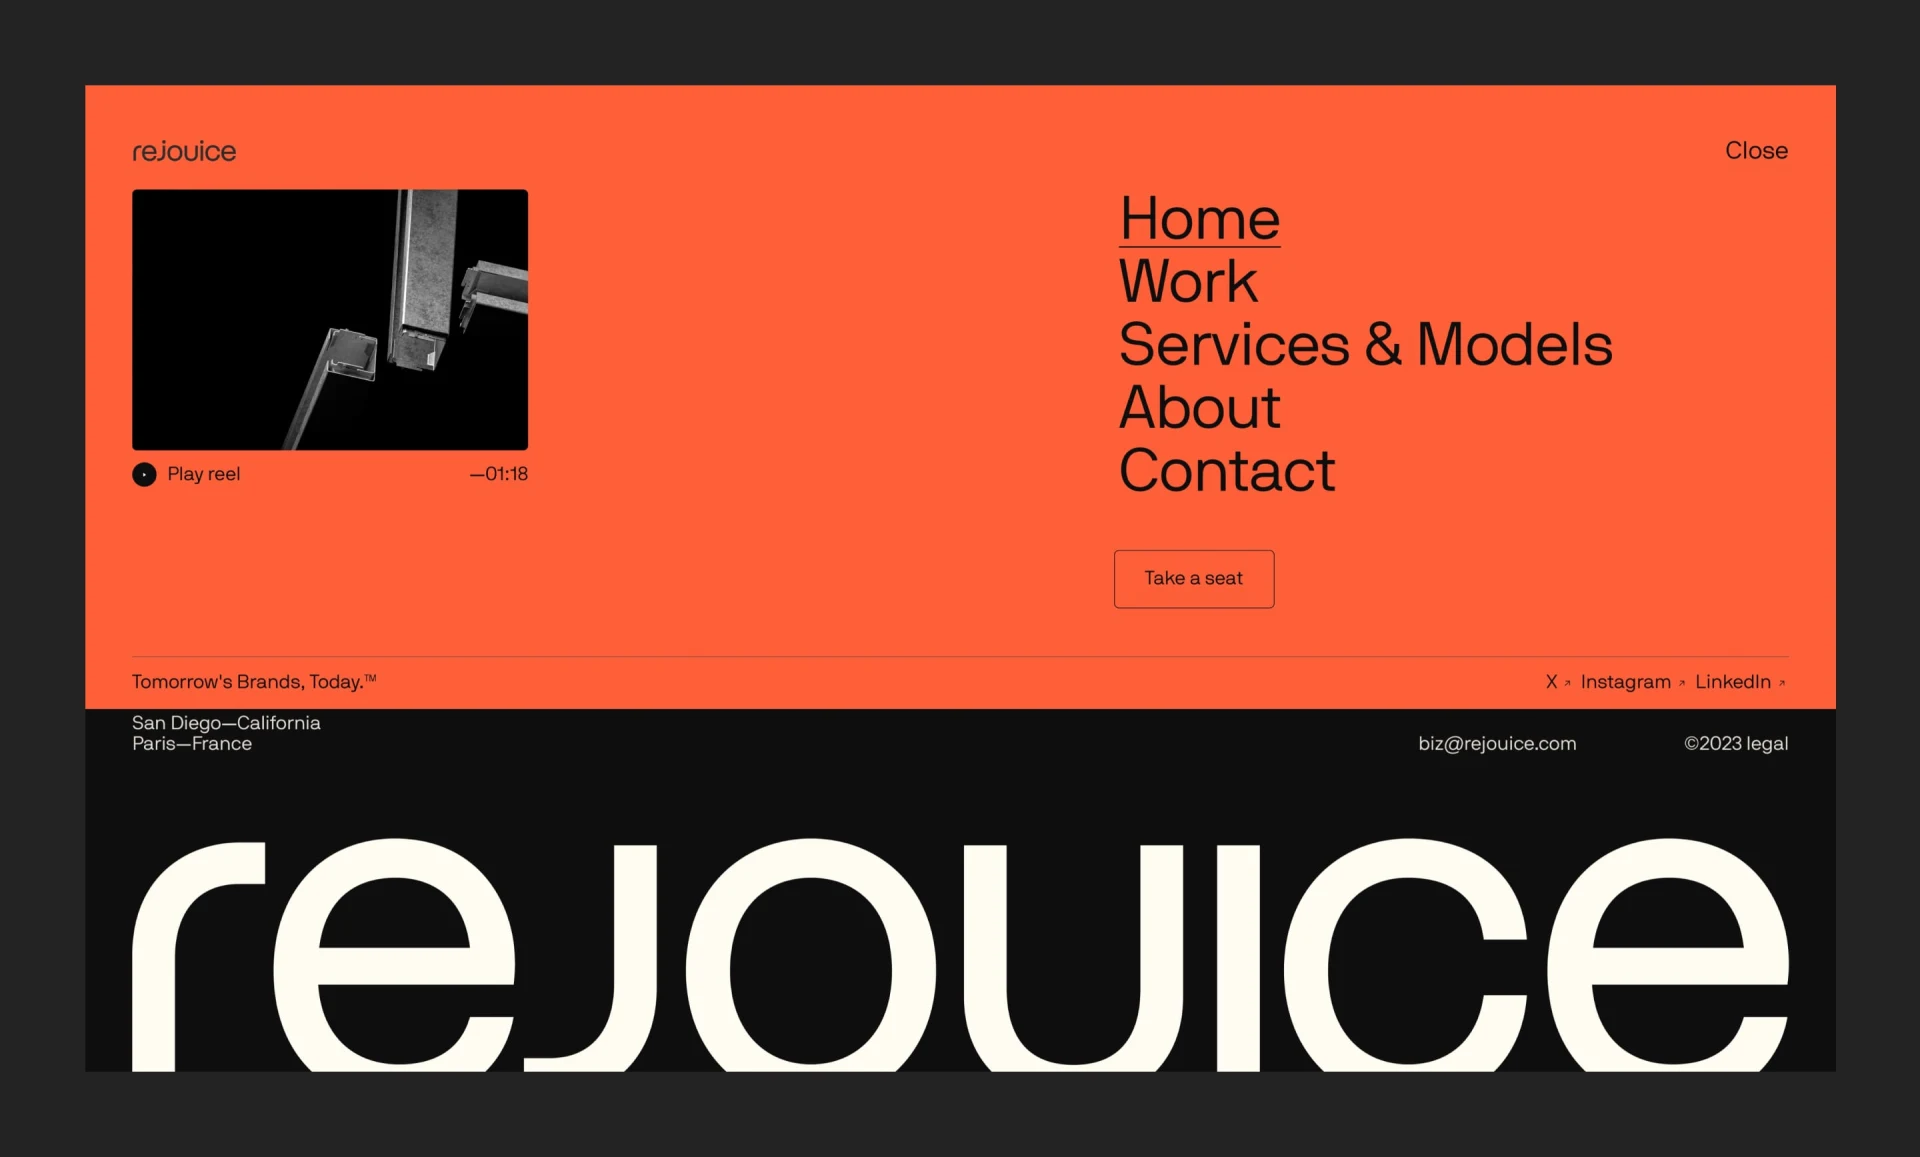 rejouice
Close
Home
Work
Services & Models
About
Contact
Play reel
—01:18
Take a seat
Tomorrow's Brands, Today.™
X ↗ Instagram ↗ LinkedIn ↗
San Diego—California
Paris—France
biz@rejouice.com
©2023 legal
rejouice